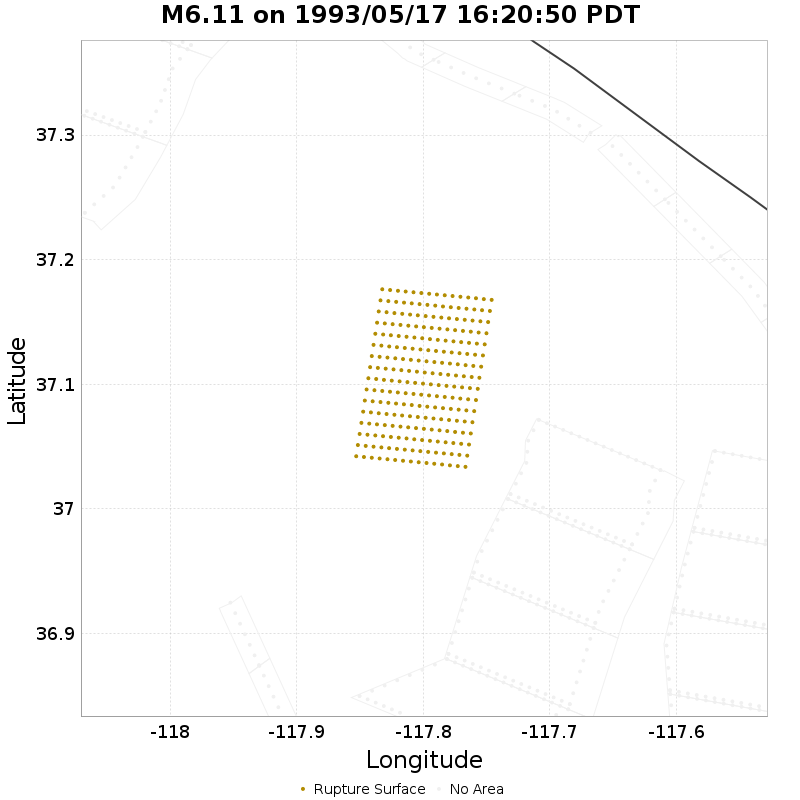 M6.11 on 1993/05/17 16:20:50 PDT
37.3
37.2
37.1
37
36.9
Latitude
-118
-117.9
-117.8
-117.7
-117.6
Longitude
Rupture Surface
No Area